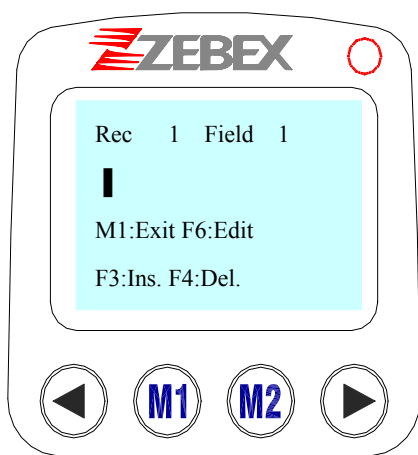 ZEBEX
Rec 1 Field 1
M1:Exit F6:Edit
F3:Ins. F4:Del.
M1 M2